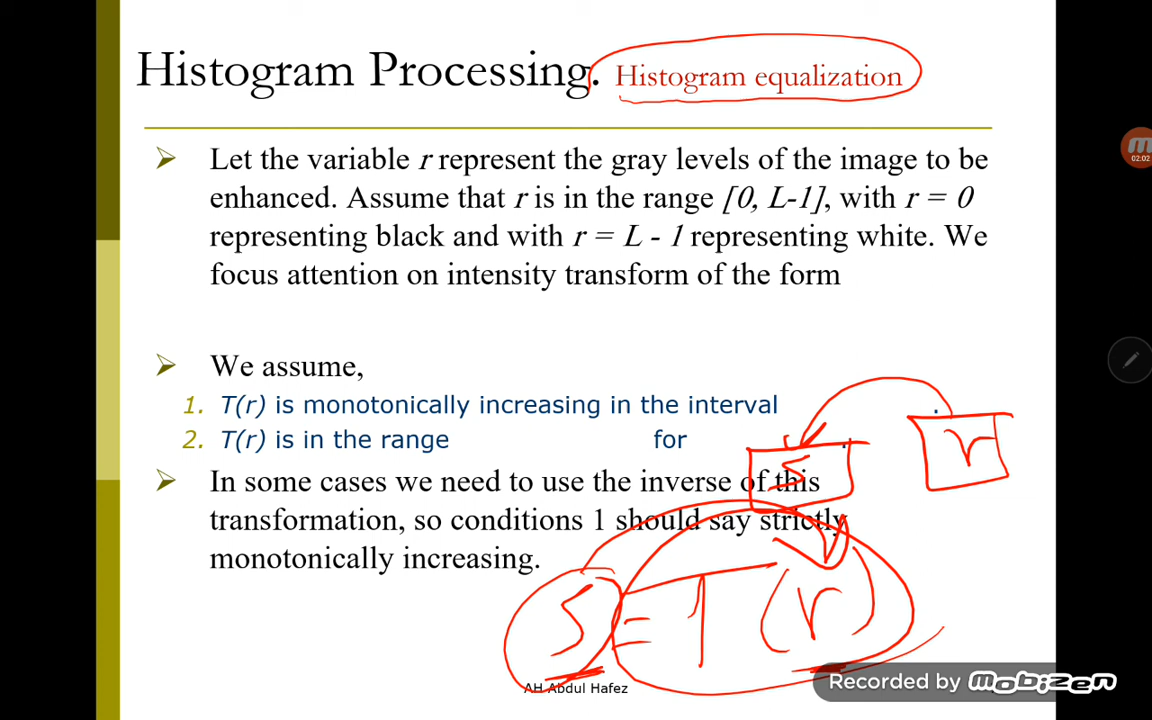 Histogram Processing. Histogram equalization
Let the variable r represent the gray levels of the image to be
enhanced. Assume that r is in the range [0, L-1], with r = 0
representing black and with r = L - 1 representing white. We
focus attention on intensity transform of the form
We assume,
1. T(r) is monotonically increasing in the interval .
2. T(r) is in the range for .
r
s
In some cases we need to use the inverse of this
transformation, so conditions 1 should say strictly
monotonically increasing.
S = T (r)
AH Abdul Hafez
Recorded by mobizen
02:02